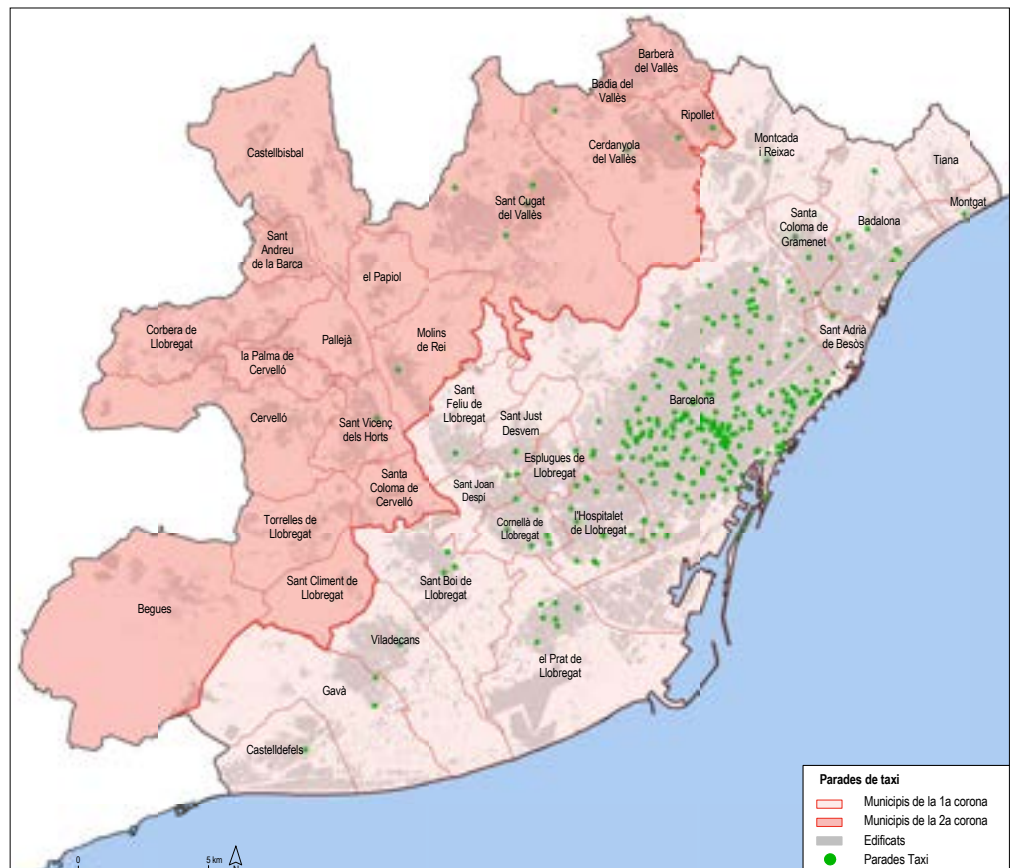 Barberà
del Vallès
Badia del
Vallès
Ripollet
Castellbisbal
Cerdanyola
del Vallès
Montcada
i Reixac
Tiana
Montgat
Sant Cugat
del Vallès
Santa
Coloma de
Gramenet
Badalona
Sant
Andreu
de la Barca
el Papiol
Corbera de
Llobregat
Pallejà
Molins
de Rei
Sant Adrià
de Besòs
la Palma de
Cervelló
Cervelló
Sant Vicenç
dels Horts
Sant
Feliu de
Llobregat
Sant Just
Desvern
Barcelona
Esplugues de
Llobregat
Santa
Coloma de
Cervelló
Sant Joan
Despí
Torrelles de
Llobregat
Cornellà de
Llobregat
l'Hospitalet
de Llobregat
Begues
Sant Climent de
Llobregat
Sant Boi de
Llobregat
Viladecans
el Prat de
Llobregat
Gavà
Castelldefels
Parades de taxi
Municipis de la 1a corona
Municipis de la 2a corona
Edificats
Parades Taxi
0 5 km